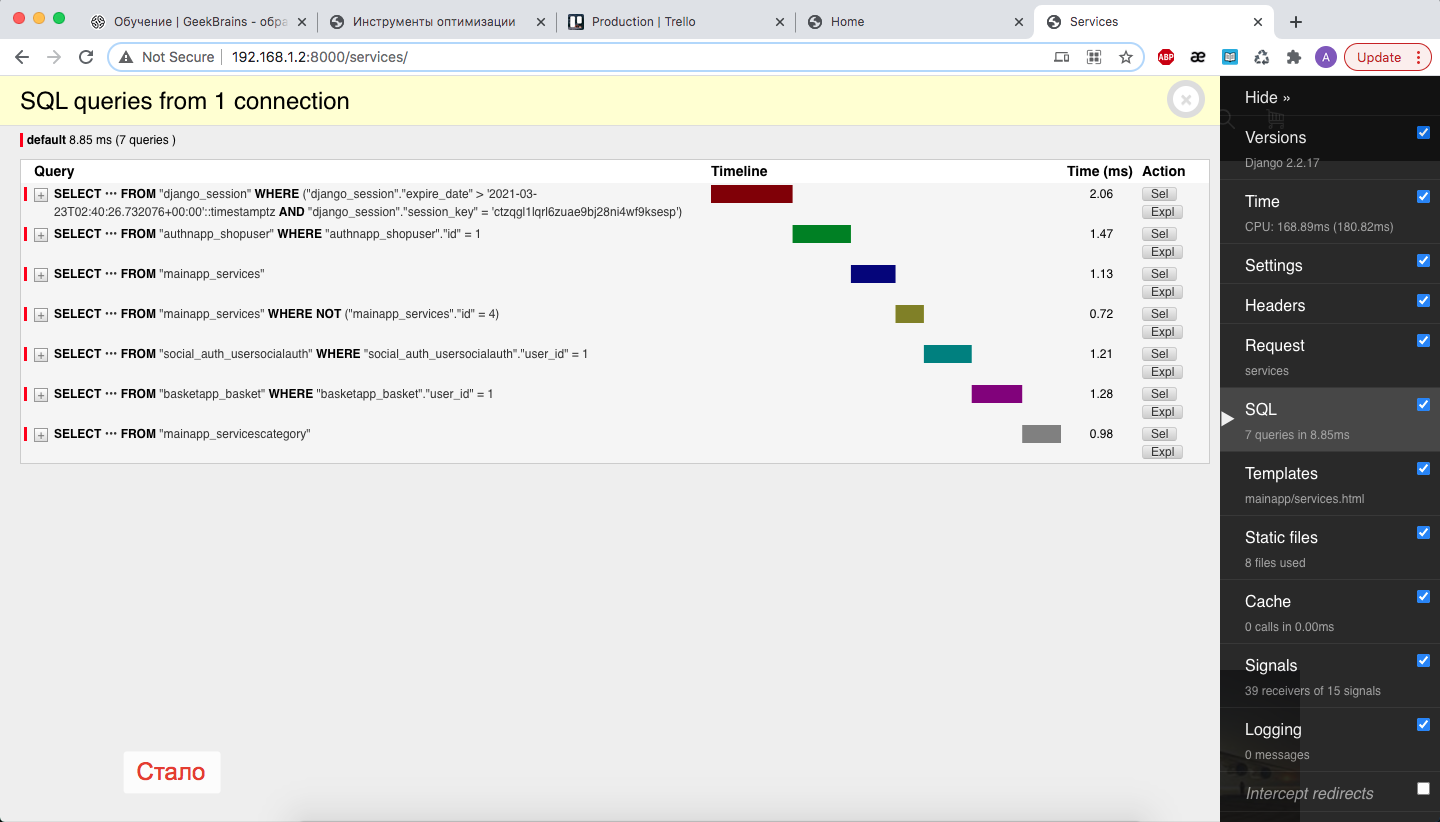 Обучение | GeekBrains - обра
Инструменты оптимизации
Production | Trello
Home
Services
Not Secure
192.168.1.2:8000/services/
ABP
æ
A
Update
SQL queries from 1 connection
default 8.85 ms (7 queries )
Query
Timeline
Time (ms)
Action
SELECT ••• FROM "django_session" WHERE ("django_session"."expire_date" > '2021-03-
23T02:40:26.732076+00:00'::timestamptz AND "django_session"."session_key" = 'ctzqgl1lqrl6zuae9bj28ni4wf9ksesp')
2.06
Sel
Expl
SELECT ••• FROM "authnapp_shopuser" WHERE "authnapp_shopuser"."id" = 1
1.47
Sel
Expl
SELECT ••• FROM "mainapp_services"
1.13
Sel
Expl
SELECT ••• FROM "mainapp_services" WHERE NOT ("mainapp_services"."id" = 4)
0.72
Sel
Expl
SELECT ••• FROM "social_auth_usersocialauth" WHERE "social_auth_usersocialauth"."user_id" = 1
1.21
Sel
Expl
SELECT ••• FROM "basketapp_basket" WHERE "basketapp_basket"."user_id" = 1
1.28
Sel
Expl
SELECT ••• FROM "mainapp_servicescategory"
0.98
Sel
Expl
Стало
Hide »
Versions
Django 2.2.17
Time
CPU: 168.89ms (180.82ms)
Settings
Headers
Request
services
SQL
7 queries in 8.85ms
Templates
mainapp/services.html
Static files
8 files used
Cache
0 calls in 0.00ms
Signals
39 receivers of 15 signals
Logging
0 messages
Intercept redirects